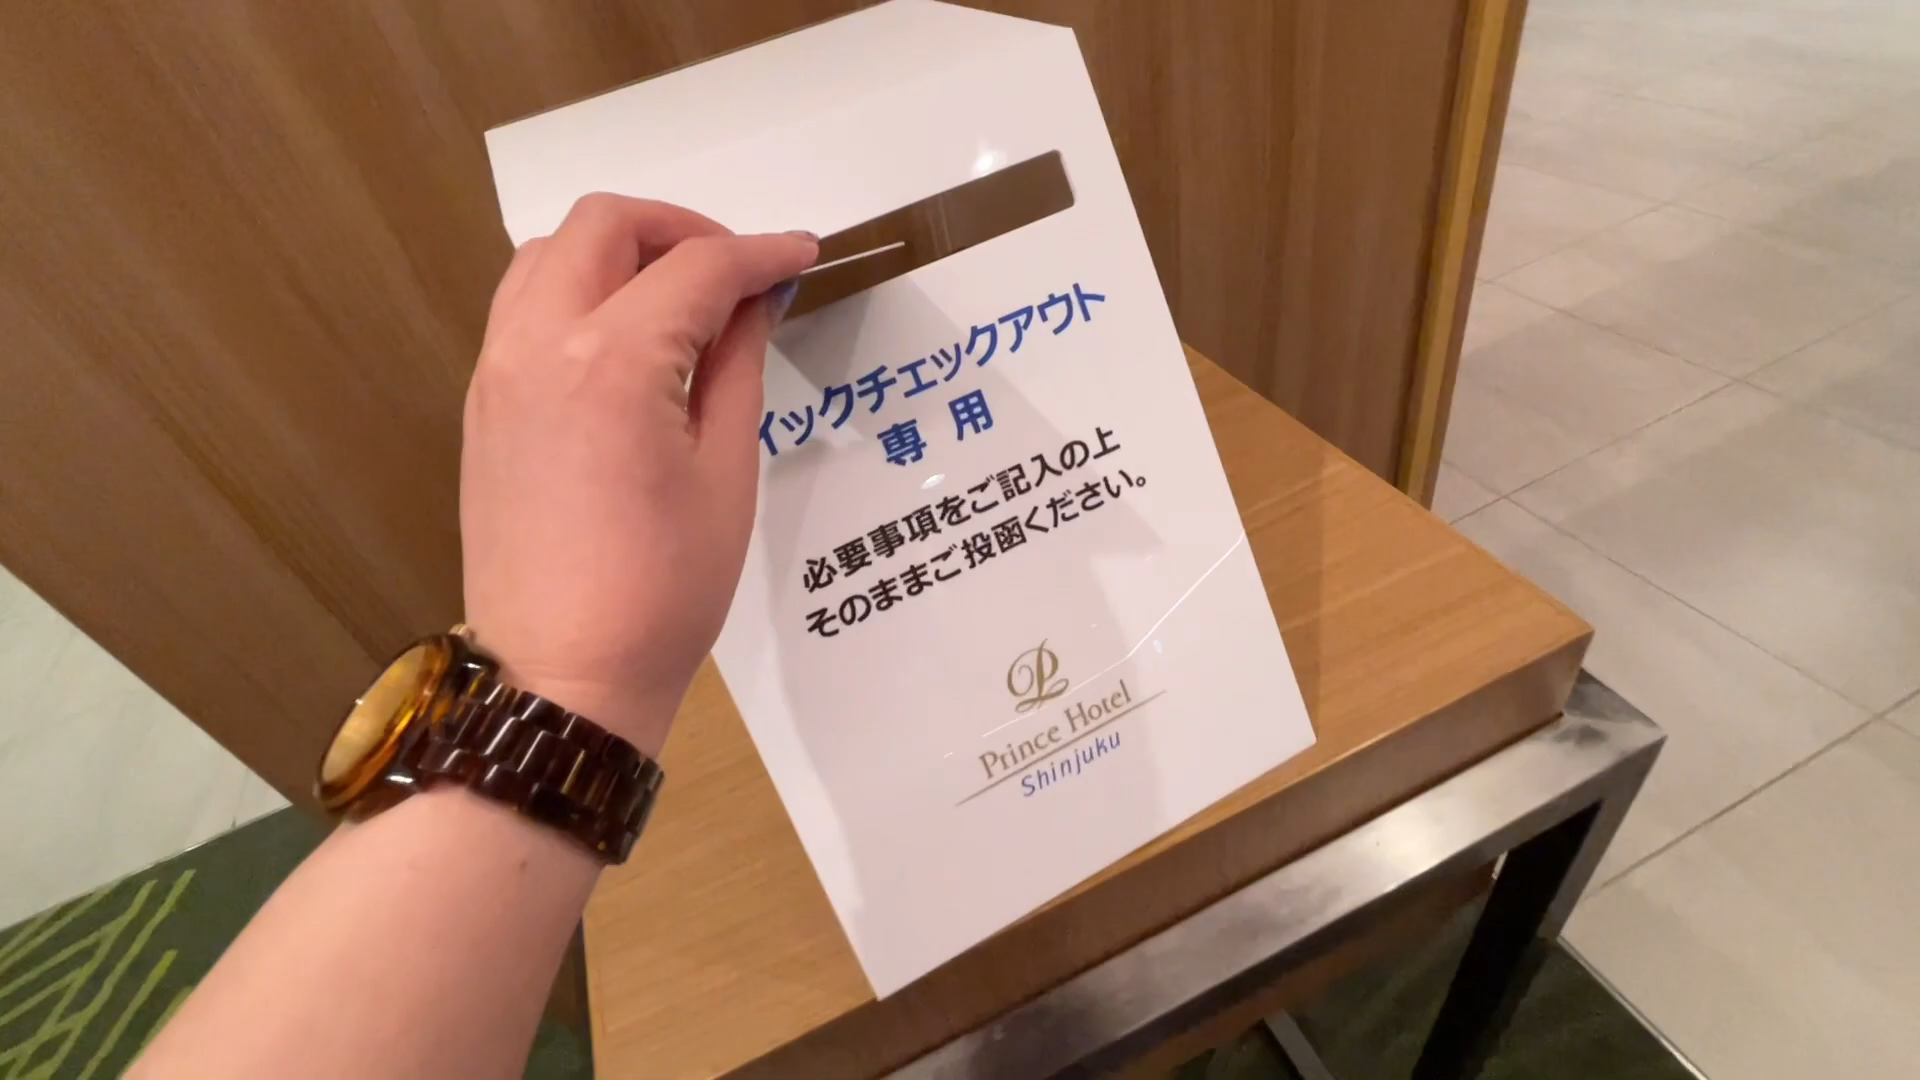 イックチェックアウト
専用
必要事項をご記入の上
そのままご投函ください。
Prince Hotel
Shinjuku